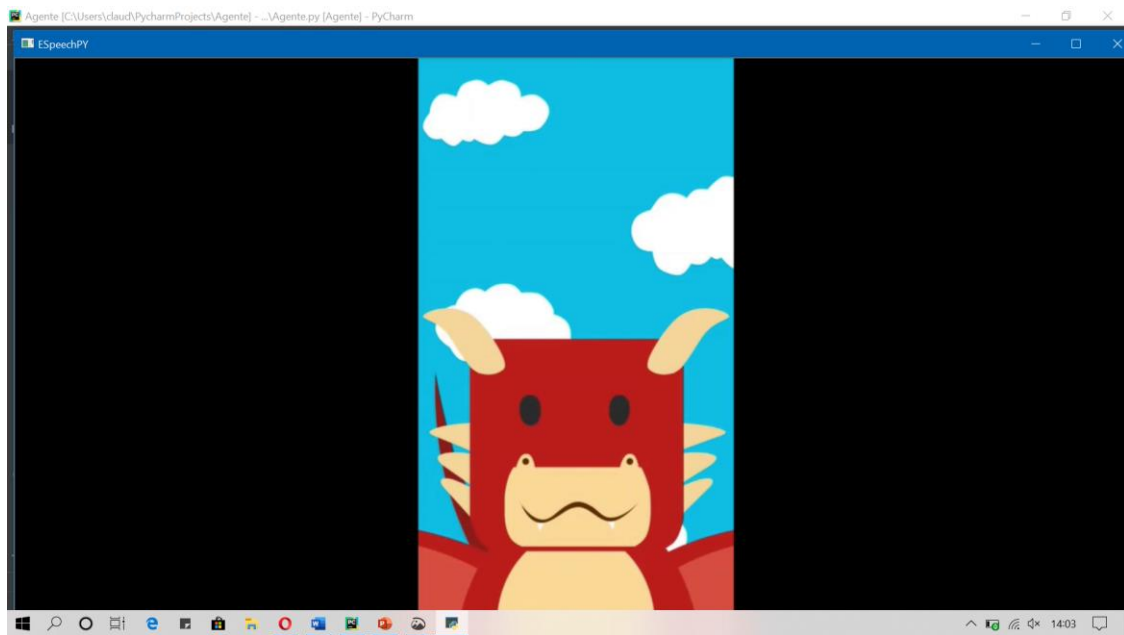 Agente [C:\Users\claud\PycharmProjects\Agente] - ...\Agente.py [Agente] - PyCharm
ESpeechPY
14:03